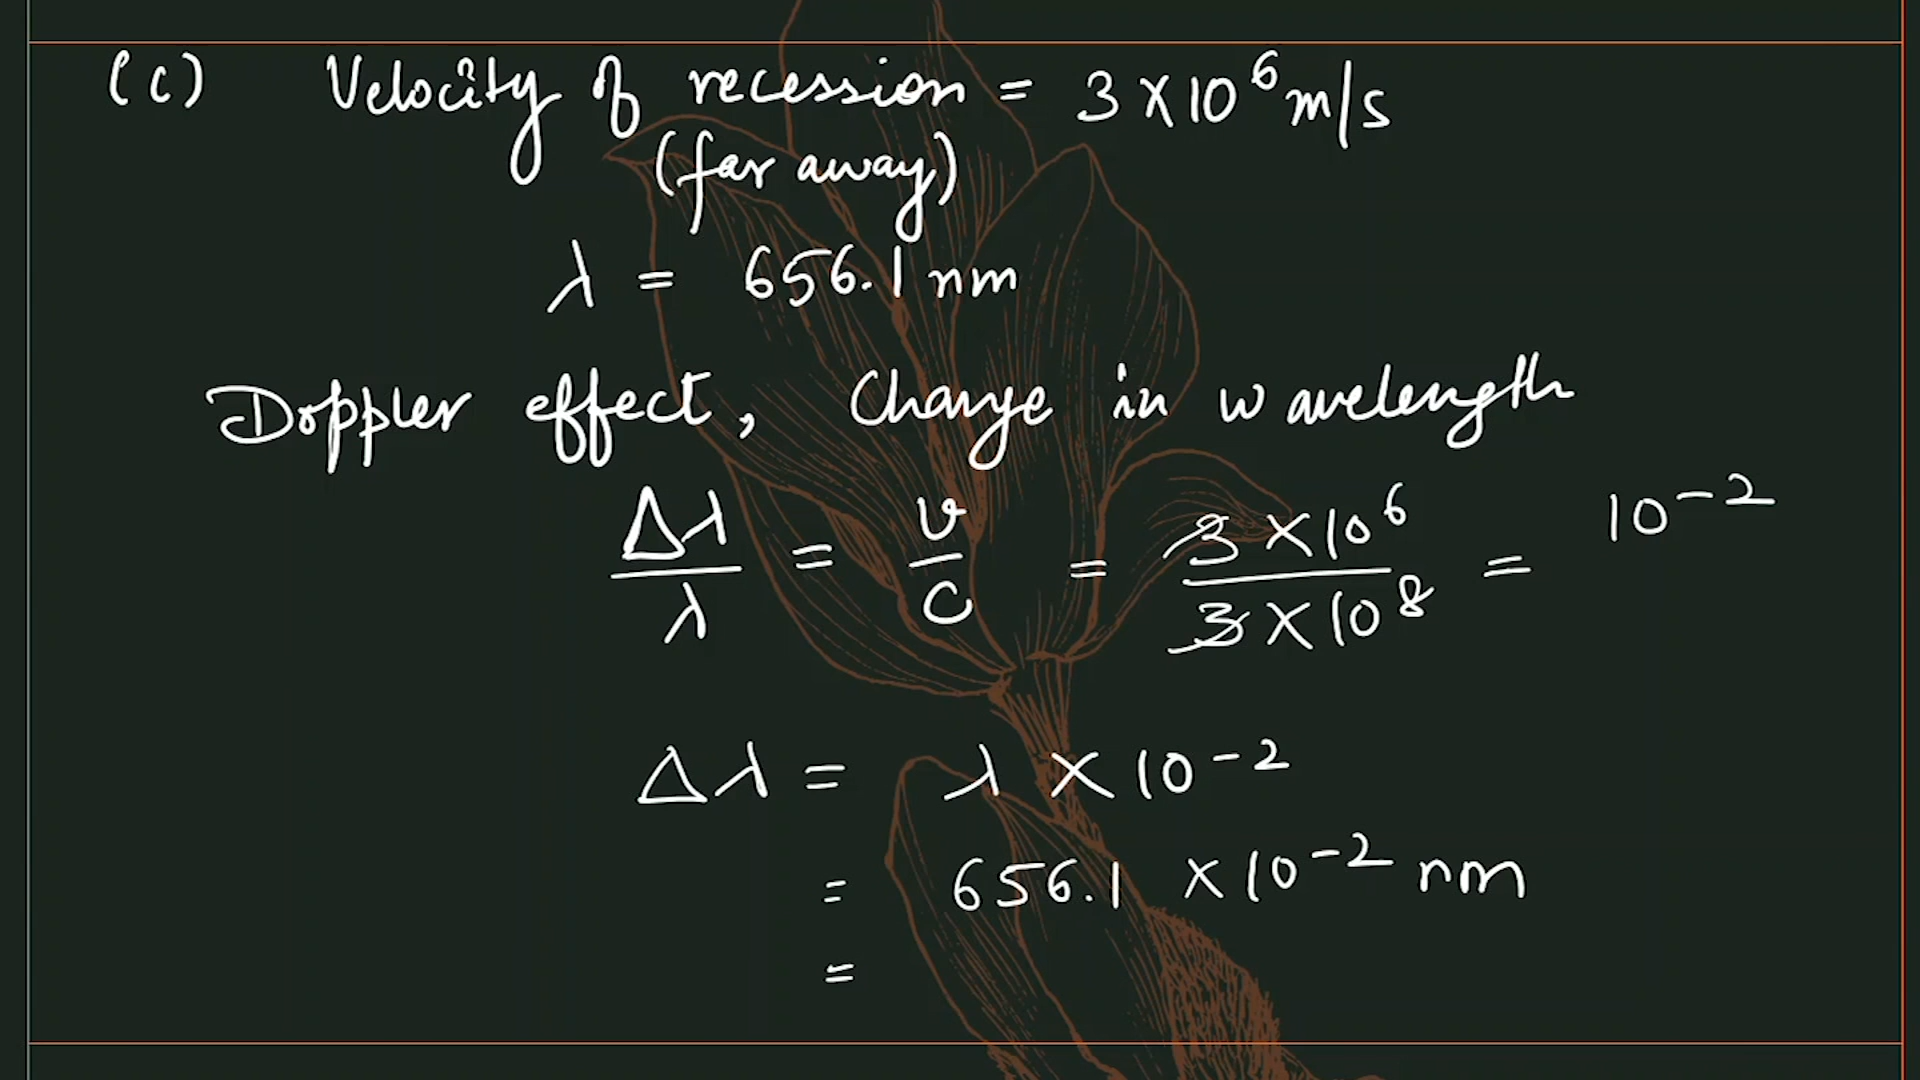 (c) Velocity of recession = 3 × 10⁶ m/s
(far away)
λ = 656.1 nm
Doppler effect, Change in wavelength
Δλ/λ = v/c = 3 × 10⁶ / 3 × 10⁸ = 10⁻²
Δλ = λ × 10⁻²
= 656.1 × 10⁻² nm
=